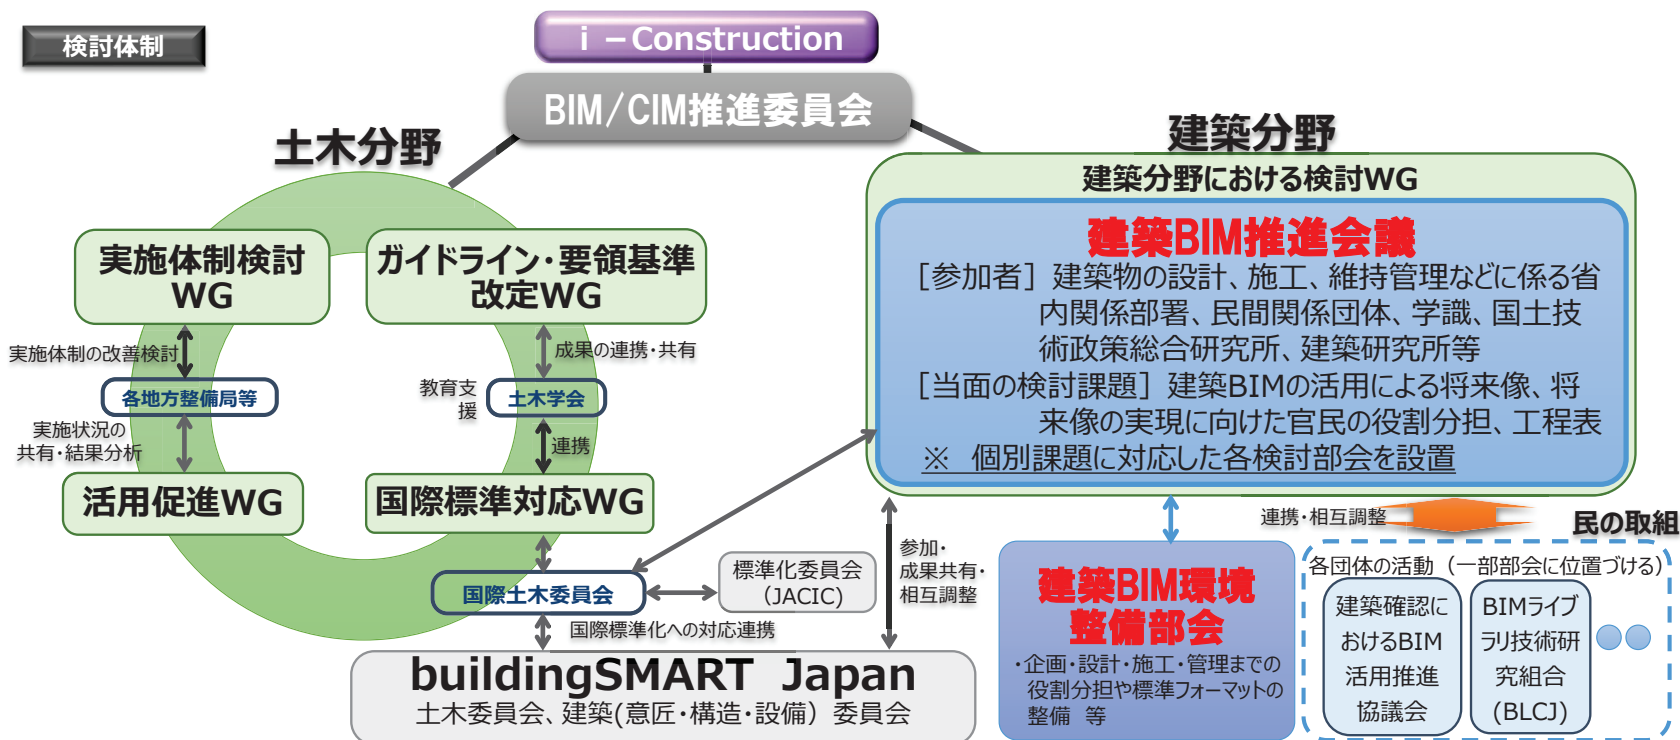 検討体制
i －Construction
BIM/CIM推進委員会
土木分野
実施体制検討
WG
ガイドライン・要領基準
改定WG
実施体制の改善検討
成果の連携・共有
各地方整備局等
教育支
援
土木学会
実施状況の
共有・結果分析
連携
活用促進WG
国際標準対応WG
国際土木委員会
標準化委員会
（JACIC)
国際標準化への対応連携
buildingSMART Japan
土木委員会、建築(意匠・構造・設備）委員会
参加・
成果共有・
相互調整
建築分野
建築分野における検討WG
建築BIM推進会議
［参加者］建築物の設計、施工、維持管理などに係る省
内関係部署、民間関係団体、学識、国土技
術政策総合研究所、建築研究所等
［当面の検討課題］建築BIMの活用による将来像、将
来像の実現に向けた官民の役割分担、工程表
※ 個別課題に対応した各検討部会を設置
建築BIM環境
整備部会
・企画・設計・施工・管理までの
役割分担や標準フォーマットの
整備 等
連携・相互調整
民の取組
各団体の活動（一部部会に位置づける）
建築確認に
おけるBIM
活用推進
協議会
BIMライブ
ラリ技術研
究組合
(BLCJ)